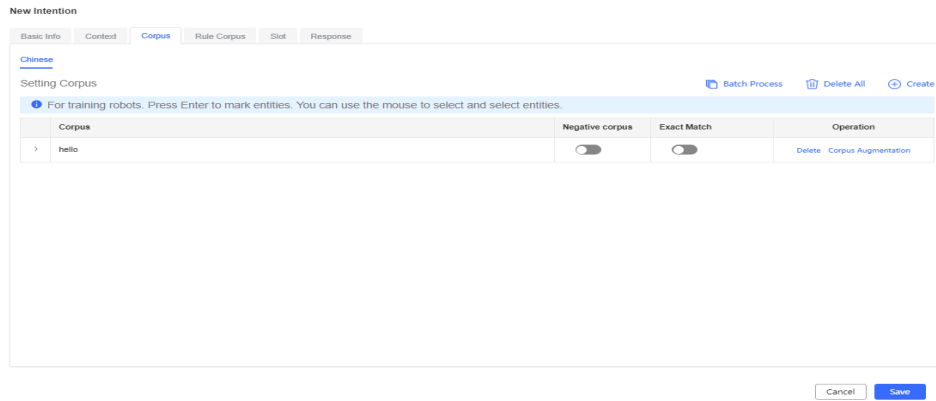 New Intention
Basic Info Context Corpus Rule Corpus Slot Response
Chinese
Setting Corpus Batch Process Delete All Create
For training robots. Press Enter to mark entities. You can use the mouse to select and select entities.
Corpus Negative corpus Exact Match Operation
hello Delete Corpus Augmentation
Cancel Save